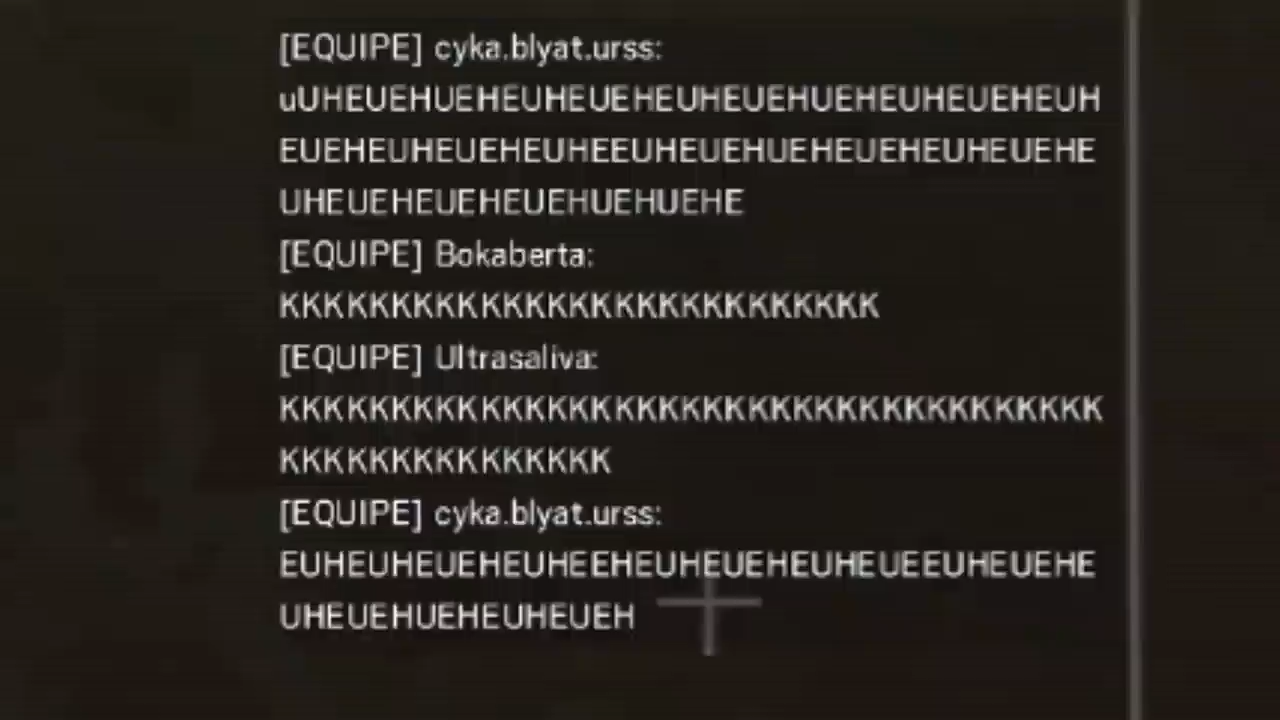 [EQUIPE] cyka.blyat.urss:
uUHEUEHUEHEUHEUEHEUHEUEHUEHEUHEUEHEUH
EUEHEUHEUEHEUHEEUHEUEHUEHEUEHEUHEUEHE
UHEUEHEUEHEUEHUEHUEHE
[EQUIPE] Bokaberta:
KKKKKKKKKKKKKKKKKKKKKKKKKKK
[EQUIPE] Ultrasaliva:
KKKKKKKKKKKKKKKKKKKKKKKKKKKKKKKKKKKKK
KKKKKKKKKKKKKKK
[EQUIPE] cyka.blyat.urss:
EUHEUHEUEHEUHEEHEUHEUEHEUHEUEEUHEUEHE
UHEUEHUEHEUHEUEH